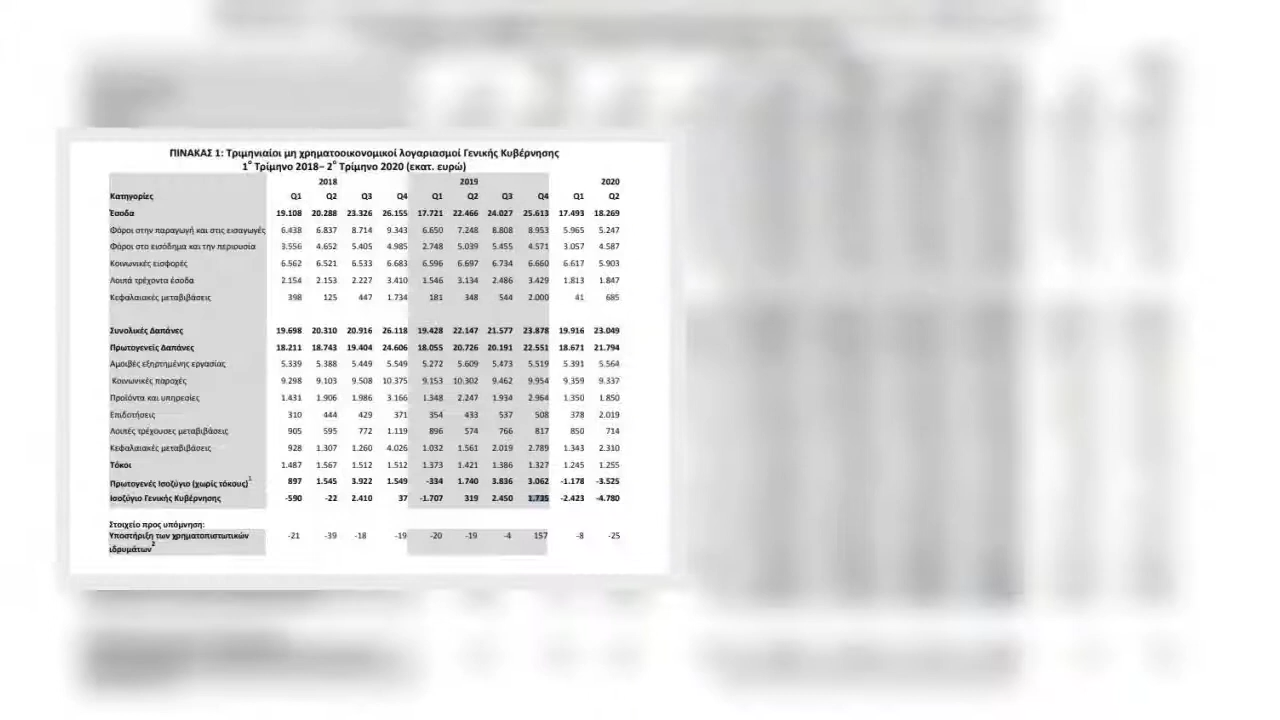 ΠΙΝΑΚΑΣ 1: Τριμηνιαίοι μη χρηματοοικονομικοί λογαριασμοί Γενικής Κυβέρνησης
1ο Τρίμηνο 2018– 2ο Τρίμηνο 2020 (εκατ. ευρώ)
2018 2019 2020
Κατηγορίες Q1 Q2 Q3 Q4 Q1 Q2 Q3 Q4 Q1 Q2
Έσοδα 19.108 20.288 23.326 26.155 17.721 22.466 24.027 25.613 17.493 18.269
Φόροι στην παραγωγή και στις εισαγωγές 6.438 6.837 8.714 9.343 6.650 7.248 8.808 8.953 5.965 5.247
Φόροι στο εισόδημα και την περιουσία 3.556 4.652 5.405 4.985 2.748 5.039 5.455 4.571 3.057 4.587
Κοινωνικές εισφορές 6.562 6.521 6.533 6.683 6.596 6.697 6.734 6.660 6.617 5.903
Λοιπά τρέχοντα έσοδα 2.154 2.153 2.227 3.410 1.546 3.134 2.486 3.429 1.813 1.847
Κεφαλαιακές μεταβιβάσεις 398 125 447 1.734 181 348 544 2.000 41 685
Συνολικές Δαπάνες 19.698 20.310 20.916 26.118 19.428 22.147 21.577 23.878 19.916 23.049
Πρωτογενείς Δαπάνες 18.211 18.743 19.404 24.606 18.055 20.726 20.191 22.551 18.671 21.794
Αμοιβές εξηρτημένης εργασίας 5.339 5.388 5.449 5.549 5.272 5.609 5.473 5.519 5.391 5.564
Κοινωνικές παροχές 9.298 9.103 9.508 10.375 9.153 10.302 9.462 9.954 9.359 9.337
Προϊόντα και υπηρεσίες 1.431 1.906 1.986 3.166 1.348 2.247 1.934 2.964 1.350 1.850
Επιδοτήσεις 310 444 429 371 354 433 537 508 378 2.019
Λοιπές τρέχουσες μεταβιβάσεις 905 595 772 1.119 896 574 766 817 850 714
Κεφαλαιακές μεταβιβάσεις 928 1.307 1.260 4.026 1.032 1.561 2.019 2.789 1.343 2.310
Τόκοι 1.487 1.567 1.512 1.512 1.373 1.421 1.386 1.327 1.245 1.255
Πρωτογενές Ισοζύγιο (χωρίς τόκους)1 897 1.545 3.922 1.549 -334 1.740 3.836 3.062 -1.178 -3.525
Ισοζύγιο Γενικής Κυβέρνησης -590 -22 2.410 37 -1.707 319 2.450 1.735 -2.423 -4.780
Στοιχείο προς υπόμνηση:
Υποστήριξη των χρηματοπιστωτικών -21 -39 -18 -19 -20 -19 -4 157 -8 -25
ιδρυμάτων2